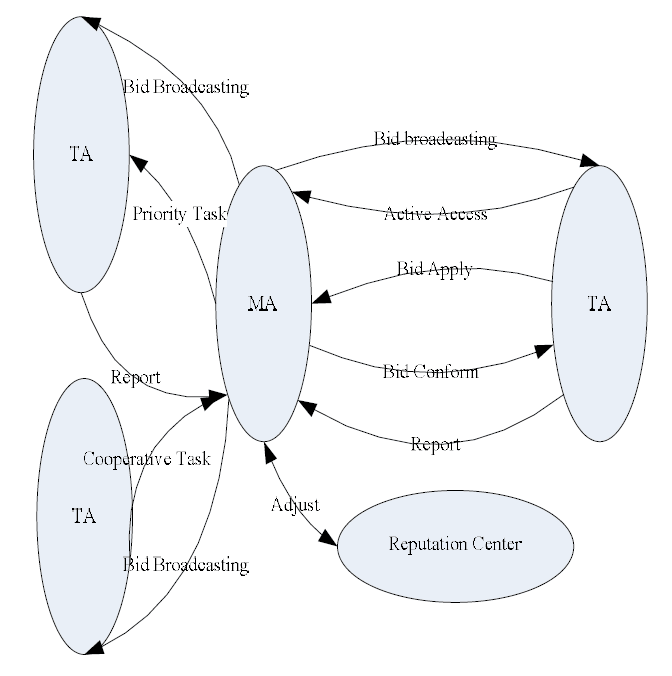 Bid Broadcasting
TA
Priority Task
Report
Bid broadcasting
Active Access
Bid Apply
MA
TA
Bid Conform
Report
Cooperative Task
TA
Bid Broadcasting
Adjust
Reputation Center